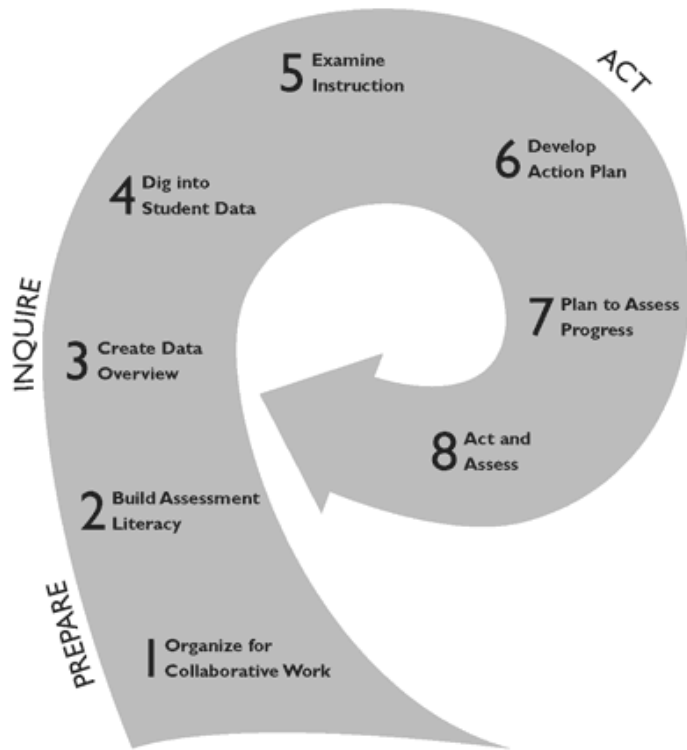 ACT
5 Examine
Instruction
6 Develop
Action Plan
4 Dig into
Student Data
INQUIRE
7 Plan to Assess
Progress
3 Create Data
Overview
8 Act and
Assess
2 Build Assessment
Literacy
PREPARE
1 Organize for
Collaborative Work